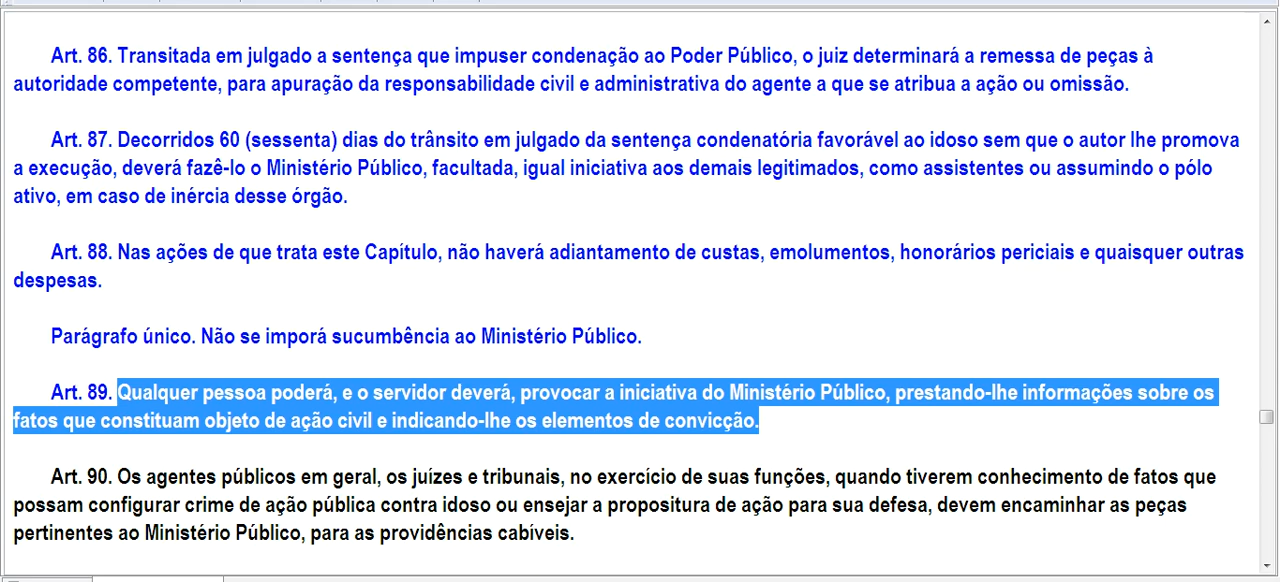 Art. 86. Transitada em julgado a sentença que impuser condenação ao Poder Público, o juiz determinará a remessa de peças à
autoridade competente, para apuração da responsabilidade civil e administrativa do agente a que se atribua a ação ou omissão.
Art. 87. Decorridos 60 (sessenta) dias do trânsito em julgado da sentença condenatória favorável ao idoso sem que o autor lhe promova
a execução, deverá fazê-lo o Ministério Público, facultada, igual iniciativa aos demais legitimados, como assistentes ou assumindo o pólo
ativo, em caso de inércia desse órgão.
Art. 88. Nas ações de que trata este Capítulo, não haverá adiantamento de custas, emolumentos, honorários periciais e quaisquer outras
despesas.
Parágrafo único. Não se imporá sucumbência ao Ministério Público.
Art. 89. Qualquer pessoa poderá, e o servidor deverá, provocar a iniciativa do Ministério Público, prestando-lhe informações sobre os
fatos que constituam objeto de ação civil e indicando-lhe os elementos de convicção.
Art. 90. Os agentes públicos em geral, os juízes e tribunais, no exercício de suas funções, quando tiverem conhecimento de fatos que
possam configurar crime de ação pública contra idoso ou ensejar a propositura de ação para sua defesa, devem encaminhar as peças
pertinentes ao Ministério Público, para as providências cabíveis.